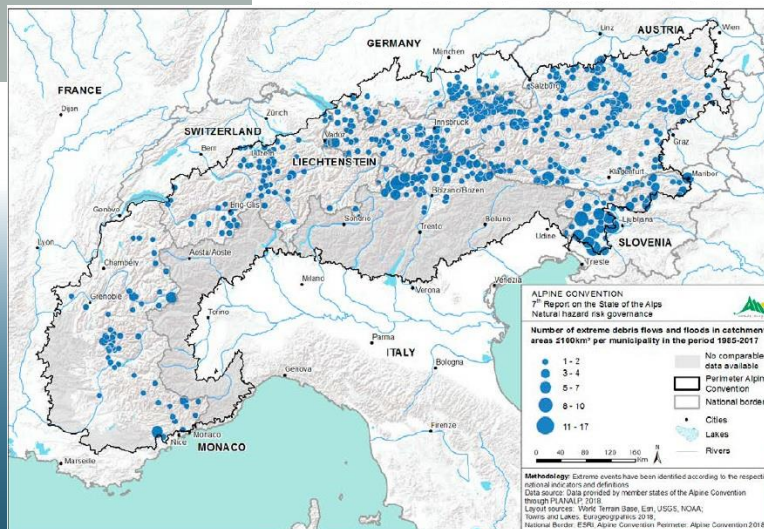 AUSTRIA
Linz
Wien
GERMANY
München
Salzburg
FRANCE
Dijon
Zürich
SWITZERLAND
Vaduz
Innsbruck
Bern
Luzern
LIECHTENSTEIN
Graz
Klagenfurt
Maribor
Bolzano/Bozen
Genève
Brig-Glis
Sondrio
Trento
Belluno
Udine
Ljubljana
SLOVENIA
Lyon
Chambéry
Aosta/Aoste
Milano
Verona
Venezia
Trieste
Grenoble
Torino
ITALY
Parma
Bologna
Genova
Firenze
Nice
Monaco
MONACO
Marseille
ALPINE CONVENTION
7th Report on the State of the Alps
Natural hazard risk governance
Number of extreme debris flows and floods in catchment
areas ≤100km² per municipality in the period 1985-2017
1 - 2
3 - 4
5 - 7
8 - 10
11 - 17
No comparable
data available
Perimeter Alpine
Convention
National border
Cities
Lakes
Rivers
0 40 80 160
Km
N
Methodology: Extreme events have been identified according to the respecti
national indicators and definitions
Data source: Data provided by member states of the Alpine Convention
through PLANALP, 2018.
Layout sources: World Terrain Base, Esri, USGS, NOAA;
Towns and Lakes: Eurogeographics 2018;
National Border: ESRI; Alpine Convention Perimeter: Alpine Convention 2018